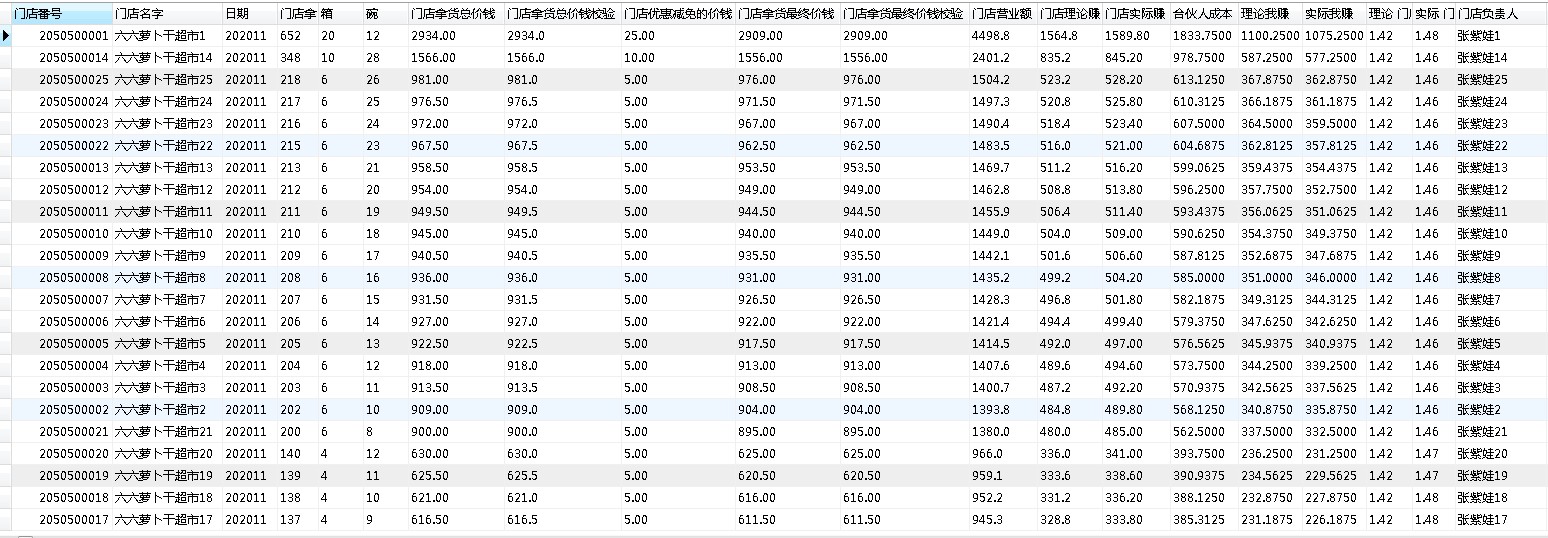 门店番号 门店名字 日期 门店拿 箱 碗 门店拿货总价钱 门店拿货总价钱校验 门店优惠减免的价钱 门店拿货最终价钱 门店拿货最终价钱校验 门店营业额 门店理论赚 门店实际赚 合伙人成本 理论我赚 实际我赚 理论 门 实际 门 门店负责人
2050500001 六六萝卜干超市1 202011 652 20 12 2934.00 2934.0 25.00 2909.00 2909.00 4498.8 1564.8 1589.80 1833.7500 1100.2500 1075.2500 1.42 1.48 张紫娃1
2050500014 六六萝卜干超市14 202011 348 10 28 1566.00 1566.0 10.00 1556.00 1556.00 2401.2 835.2 845.20 978.7500 587.2500 577.2500 1.42 1.46 张紫娃14
2050500025 六六萝卜干超市25 202011 218 6 26 981.00 981.0 5.00 976.00 976.00 1504.2 523.2 528.20 613.1250 367.8750 362.8750 1.42 1.46 张紫娃25
2050500024 六六萝卜干超市24 202011 217 6 25 976.50 976.5 5.00 971.50 971.50 1497.3 520.8 525.80 610.3125 366.1875 361.1875 1.42 1.46 张紫娃24
2050500023 六六萝卜干超市23 202011 216 6 24 972.00 972.0 5.00 967.00 967.00 1490.4 518.4 523.40 607.5000 364.5000 359.5000 1.42 1.46 张紫娃23
2050500022 六六萝卜干超市22 202011 215 6 23 967.50 967.5 5.00 962.50 962.50 1483.5 516.0 521.00 604.6875 362.8125 357.8125 1.42 1.46 张紫娃22
2050500013 六六萝卜干超市13 202011 213 6 21 958.50 958.5 5.00 953.50 953.50 1469.7 511.2 516.20 599.0625 359.4375 354.4375 1.42 1.46 张紫娃13
2050500012 六六萝卜干超市12 202011 212 6 20 954.00 954.0 5.00 949.00 949.00 1462.8 508.8 513.80 596.2500 357.7500 352.7500 1.42 1.46 张紫娃12
2050500011 六六萝卜干超市11 202011 211 6 19 949.50 949.5 5.00 944.50 944.50 1455.9 506.4 511.40 593.4375 356.0625 351.0625 1.42 1.46 张紫娃11
2050500010 六六萝卜干超市10 202011 210 6 18 945.00 945.0 5.00 940.00 940.00 1449.0 504.0 509.00 590.6250 354.3750 349.3750 1.42 1.46 张紫娃10
2050500009 六六萝卜干超市9 202011 209 6 17 940.50 940.5 5.00 935.50 935.50 1442.1 501.6 506.60 587.8125 352.6875 347.6875 1.42 1.46 张紫娃9
2050500008 六六萝卜干超市8 202011 208 6 16 936.00 936.0 5.00 931.00 931.00 1435.2 499.2 504.20 585.0000 351.0000 346.0000 1.42 1.46 张紫娃8
2050500007 六六萝卜干超市7 202011 207 6 15 931.50 931.5 5.00 926.50 926.50 1428.3 496.8 501.80 582.1875 349.3125 344.3125 1.42 1.46 张紫娃7
2050500006 六六萝卜干超市6 202011 206 6 14 927.00 927.0 5.00 922.00 922.00 1421.4 494.4 499.40 579.3750 347.6250 342.6250 1.42 1.46 张紫娃6
2050500005 六六萝卜干超市5 202011 205 6 13 922.50 922.5 5.00 917.50 917.50 1414.5 492.0 497.00 576.5625 345.9375 340.9375 1.42 1.46 张紫娃5
2050500004 六六萝卜干超市4 202011 204 6 12 918.00 918.0 5.00 913.00 913.00 1407.6 489.6 494.60 573.7500 344.2500 339.2500 1.42 1.46 张紫娃4
2050500003 六六萝卜干超市3 202011 203 6 11 913.50 913.5 5.00 908.50 908.50 1400.7 487.2 492.20 570.9375 342.5625 337.5625 1.42 1.46 张紫娃3
2050500002 六六萝卜干超市2 202011 202 6 10 909.00 909.0 5.00 904.00 904.00 1393.8 484.8 489.80 568.1250 340.8750 335.8750 1.42 1.46 张紫娃2
2050500021 六六萝卜干超市21 202011 200 6 8 900.00 900.0 5.00 895.00 895.00 1380.0 480.0 485.00 562.5000 337.5000 332.5000 1.42 1.46 张紫娃21
2050500020 六六萝卜干超市20 202011 140 4 12 630.00 630.0 5.00 625.00 625.00 966.0 336.0 341.00 393.7500 236.2500 231.2500 1.42 1.47 张紫娃20
2050500019 六六萝卜干超市19 202011 139 4 11 625.50 625.5 5.00 620.50 620.50 959.1 333.6 338.60 390.9375 234.5625 229.5625 1.42 1.47 张紫娃19
2050500018 六六萝卜干超市18 202011 138 4 10 621.00 621.0 5.00 616.00 616.00 952.2 331.2 336.20 388.1250 232.8750 227.8750 1.42 1.48 张紫娃18
2050500017 六六萝卜干超市17 202011 137 4 9 616.50 616.5 5.00 611.50 611.50 945.3 328.8 333.80 385.3125 231.1875 226.1875 1.42 1.48 张紫娃17